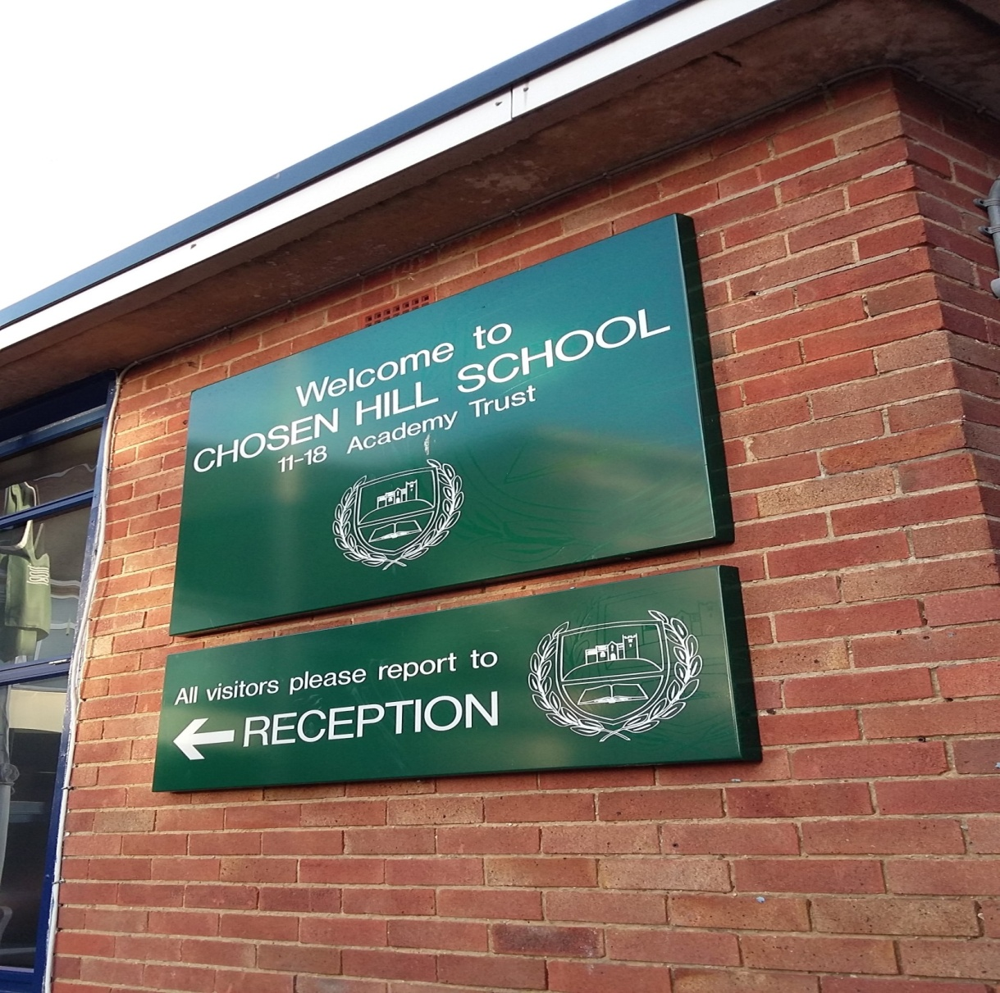 Welcome to
CHOSEN HILL SCHOOL
11-18 Academy Trust
All visitors please report to
RECEPTION